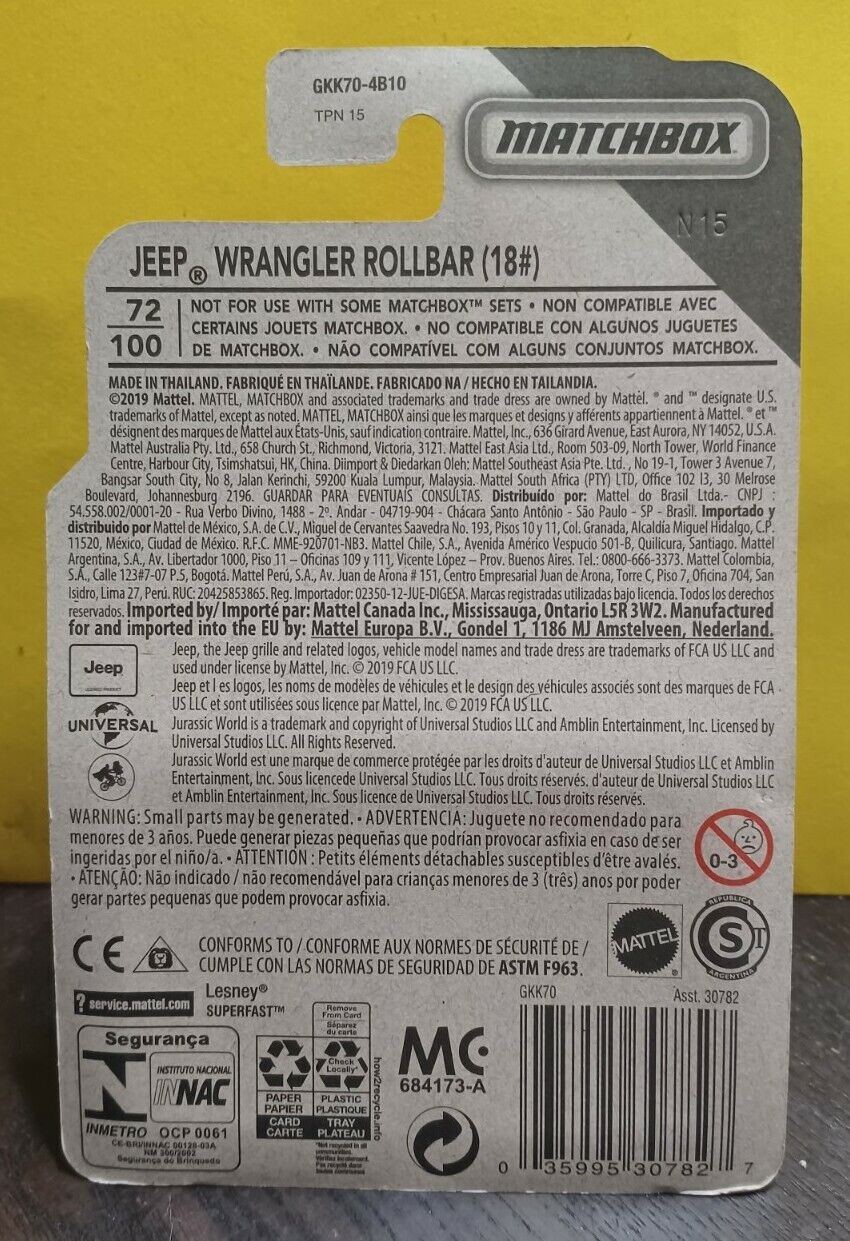 GKK70-4B10
TPN 15
MATCHBOX
N15
JEEP® WRANGLER ROLLBAR (18#)
72
100
NOT FOR USE WITH SOME MATCHBOX™ SETS • NON COMPATIBLE AVEC
CERTAINS JOUETS MATCHBOX. • NO COMPATIBLE CON ALGUNOS JUGUETES
DE MATCHBOX. • NÃO COMPATÍVEL COM ALGUNS CONJUNTOS MATCHBOX.
MADE IN THAILAND. FABRIQUÉ EN THAÏLANDE. FABRICADO NA / HECHO EN TAILANDIA.
©2019 Mattel. MATTEL, MATCHBOX and associated trademarks and trade dress are owned by Mattel. ® and ™ designate U.S.
trademarks of Mattel, except as noted. MATTEL, MATCHBOX ainsi que les marques et designs y afférents appartiennent à Mattel. ® et ™
désignent des marques de Mattel aux États-Unis, sauf indication contraire. Mattel, Inc., 636 Girard Avenue, East Aurora, NY 14052, U.S.A.
Mattel Australia Pty. Ltd., 658 Church St., Richmond, Victoria, 3121. Mattel East Asia Ltd., Room 503-09, North Tower, World Finance
Centre, Harbour City, Tsimshatsui, HK, China. Diimport & Diedarkan Oleh: Mattel Southeast Asia Pte. Ltd. , No 19-1, Tower 3 Avenue 7,
Bangsar South City, No 8, Jalan Kerinchi, 59200 Kuala Lumpur, Malaysia. Mattel South Africa (PTY) LTD, Office 102 I3, 30 Melrose
Boulevard, Johannesburg 2196. GUARDAR PARA EVENTUAIS CONSULTAS. Distribuído por: Mattel do Brasil Ltda.- CNPJ :
54.558.002/0001-20 - Rua Verbo Divino, 1488 - 2º. Andar - 04719-904 - Chácara Santo Antônio - São Paulo - SP - Brasil. Importado y
distribuido por Mattel de México, S.A. de C.V., Miguel de Cervantes Saavedra No. 193, Pisos 10 y 11, Col. Granada, Alcaldía Miguel Hidalgo, C.P.
11520, México, Ciudad de México. R.F.C. MME-920701-NB3. Mattel Chile, S.A., Avenida Américo Vespucio 501-B, Quilicura, Santiago. Mattel
Argentina, S.A., Av. Libertador 1000, Piso 11 – Oficinas 109 y 111, Vicente López – Prov. Buenos Aires. Tel.: 0800-666-3373. Mattel Colombia,
S.A., Calle 123#7-07 P.5, Bogotá. Mattel Perú, S.A., Av. Juan de Arona # 151, Centro Empresarial Juan de Arona, Torre C, Piso 7, Oficina 704, San
Isidro, Lima 27, Perú. RUC: 20425853865. Reg. Importador: 02350-12-JUE-DIGESA. Marcas registradas utilizadas bajo licencia. Todos los derechos
reservados. Imported by/ Importé par: Mattel Canada Inc., Mississauga, Ontario L5R 3W2. Manufactured
for and imported into the EU by: Mattel Europa B.V., Gondel 1, 1186 MJ Amstelveen, Nederland.
Jeep
LICENSED PRODUCT
Jeep, the Jeep grille and related logos, vehicle model names and trade dress are trademarks of FCA US LLC and
used under license by Mattel, Inc. © 2019 FCA US LLC.
Jeep et l es logos, les noms de modèles de véhicules et le design des véhicules associés sont des marques de FCA
US LLC et sont utilisées sous licence par Mattel, Inc. © 2019 FCA US LLC.
UNIVERSAL
Jurassic World is a trademark and copyright of Universal Studios LLC and Amblin Entertainment, Inc. Licensed by
Universal Studios LLC. All Rights Reserved.
Jurassic World est une marque de commerce protégée par les droits d'auteur de Universal Studios LLC et Amblin
Entertainment, Inc. Sous licencede Universal Studios LLC. Tous droits réservés. d'auteur de Universal Studios LLC
et Amblin Entertainment, Inc. Sous licence de Universal Studios LLC. Tous droits réservés.
WARNING: Small parts may be generated. • ADVERTENCIA: Juguete no recomendado para
menores de 3 años. Puede generar piezas pequeñas que podrían provocar asfixia en caso de ser
ingeridas por el niño/a. • ATTENTION : Petits éléments détachables susceptibles d'être avalés.
• ATENÇÃO: Não indicado / não recomendável para crianças menores de 3 (três) anos por poder
gerar partes pequenas que podem provocar asfixia.
0-3
CE
CONFORMS TO / CONFORME AUX NORMES DE SÉCURITÉ DE /
CUMPLE CON LAS NORMAS DE SEGURIDAD DE ASTM F963.
MATTEL®
REPUBLICA
S
ARGENTINA
? service.mattel.com
Lesney®
SUPERFAST™
GKK70
Asst. 30782
Segurança
INSTITUTO NACIONAL
INNAC
INMETRO OCP 0061
CE-BRI/INNAC 00128-03A
NM 300/2002
Segurança do Brinquedo
Remove
From Card
Séparez
du carte
Check
Locally*
PAPER
PAPIER
CARD
CARTE
PLASTIC
PLASTIQUE
TRAY
PLATEAU
*Not recycled in all
communities.
how2recycle.info
MC
684173-A
0 35995 30782 7